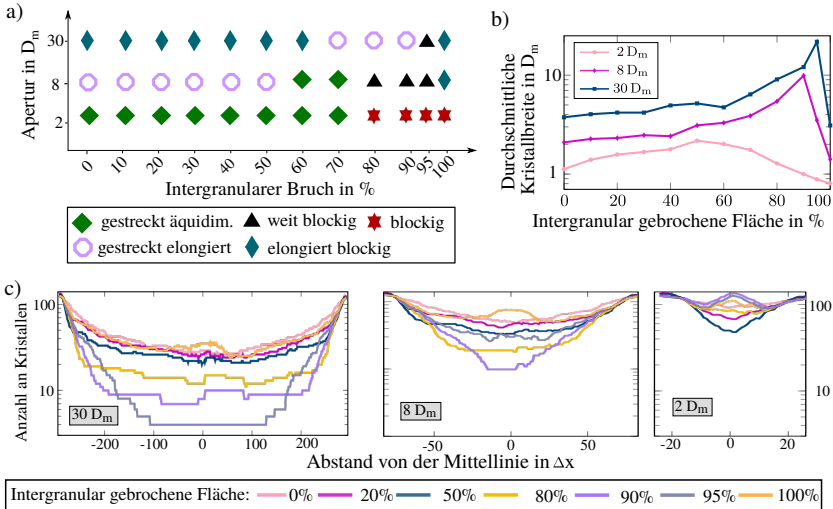 a)
Apertur in Dm
30
8
2
0 10 20 30 40 50 60 70 80 90 95 100
Intergranularer Bruch in %
gestreckt äquidim. weit blockig blockig
gestreckt elongiert elongiert blockig
b)
Durchschnittliche
Kristallbreite in Dm
10
1
2 Dm
8 Dm
30 Dm
0 20 40 60 80 100
Intergranular gebrochene Fläche in %
c)
Anzahl an Kristallen
100
10
30 Dm
-200 -100 0 100 200
100
10
8 Dm
-50 0 50
100
10
2 Dm
-20 0 20
Abstand von der Mittellinie in Δx
Intergranular gebrochene Fläche: 0% 20% 50% 80% 90% 95% 100%